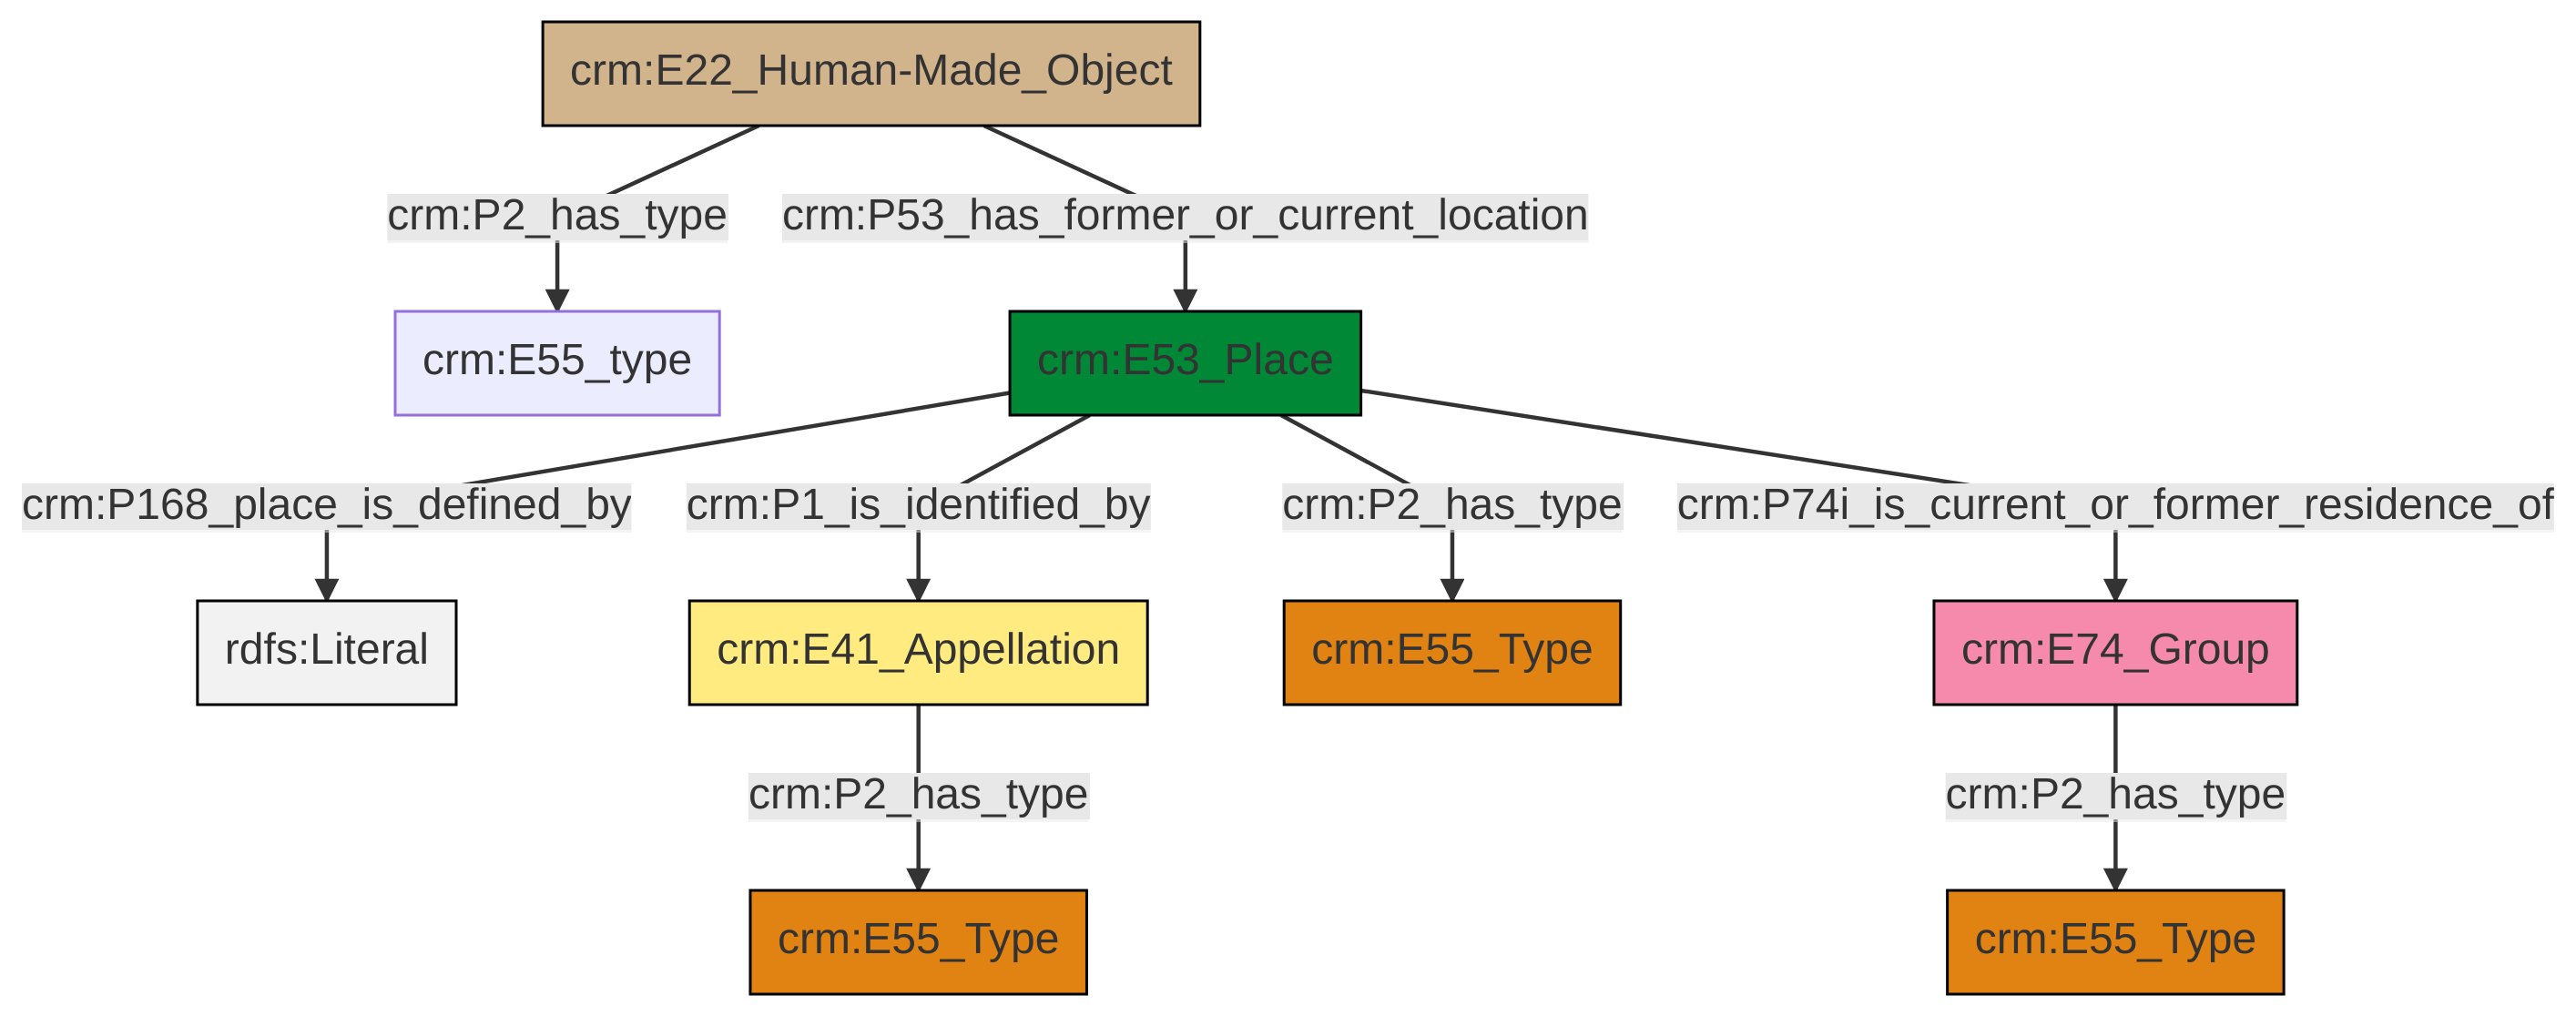 crm:E22_Human-Made_Object
crm:P2_has_type
crm:P53_has_former_or_current_location
crm:E55_type
crm:E53_Place
crm:P168_place_is_defined_by
crm:P1_is_identified_by
crm:P2_has_type
crm:P74i_is_current_or_former_residence_of
rdfs:Literal
crm:E41_Appellation
crm:E55_Type
crm:E74_Group
crm:P2_has_type
crm:P2_has_type
crm:E55_Type
crm:E55_Type